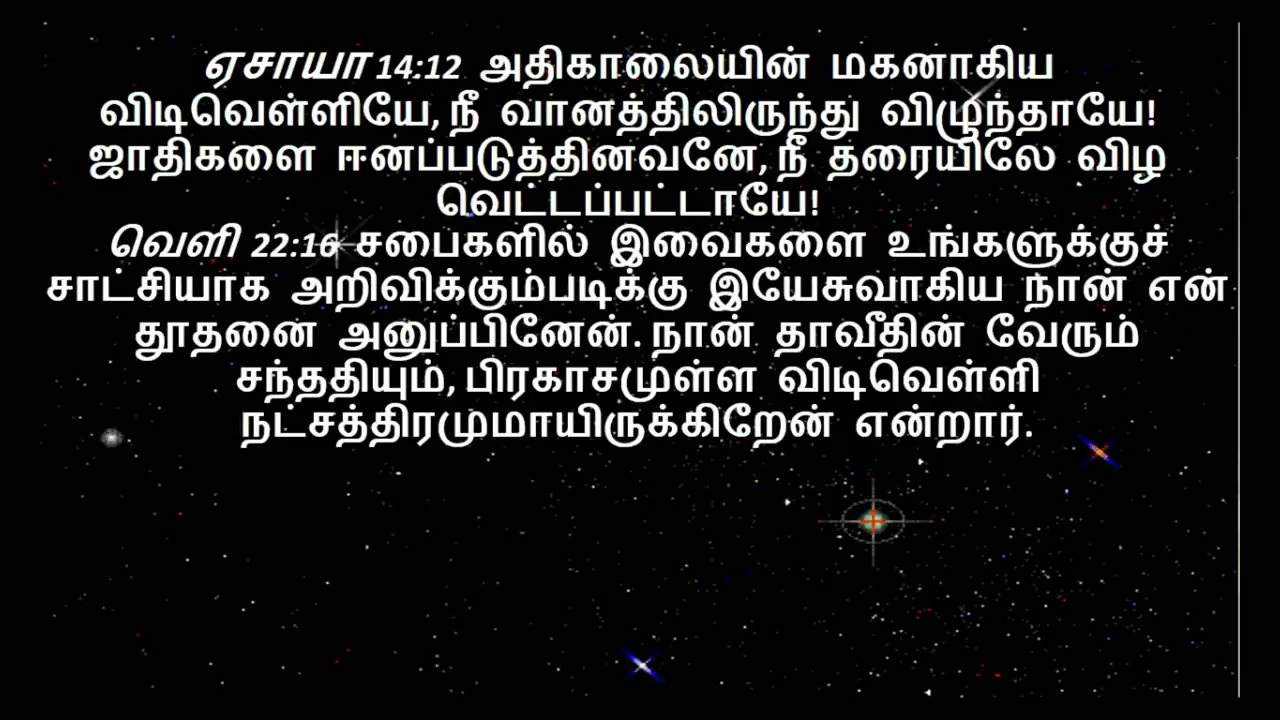 ஏசாயா 14:12 அதிகாலையின் மகனாகிய
விடிவெள்ளியே, நீ வானத்திலிருந்து விழுந்தாயே!
ஜாதிகளை ஈனப்படுத்தினவனே, நீ தரையிலே விழ
வெட்டப்பட்டாயே!
வெளி 22:16 சபைகளில் இவைகளை உங்களுக்குச்
சாட்சியாக அறிவிக்கும்படிக்கு இயேசுவாகிய நான் என்
தூதனை அனுப்பினேன். நான் தாவீதின் வேரும்
சந்ததியும், பிரகாசமுள்ள விடிவெள்ளி
நட்சத்திரமுமாயிருக்கிறேன் என்றார்.